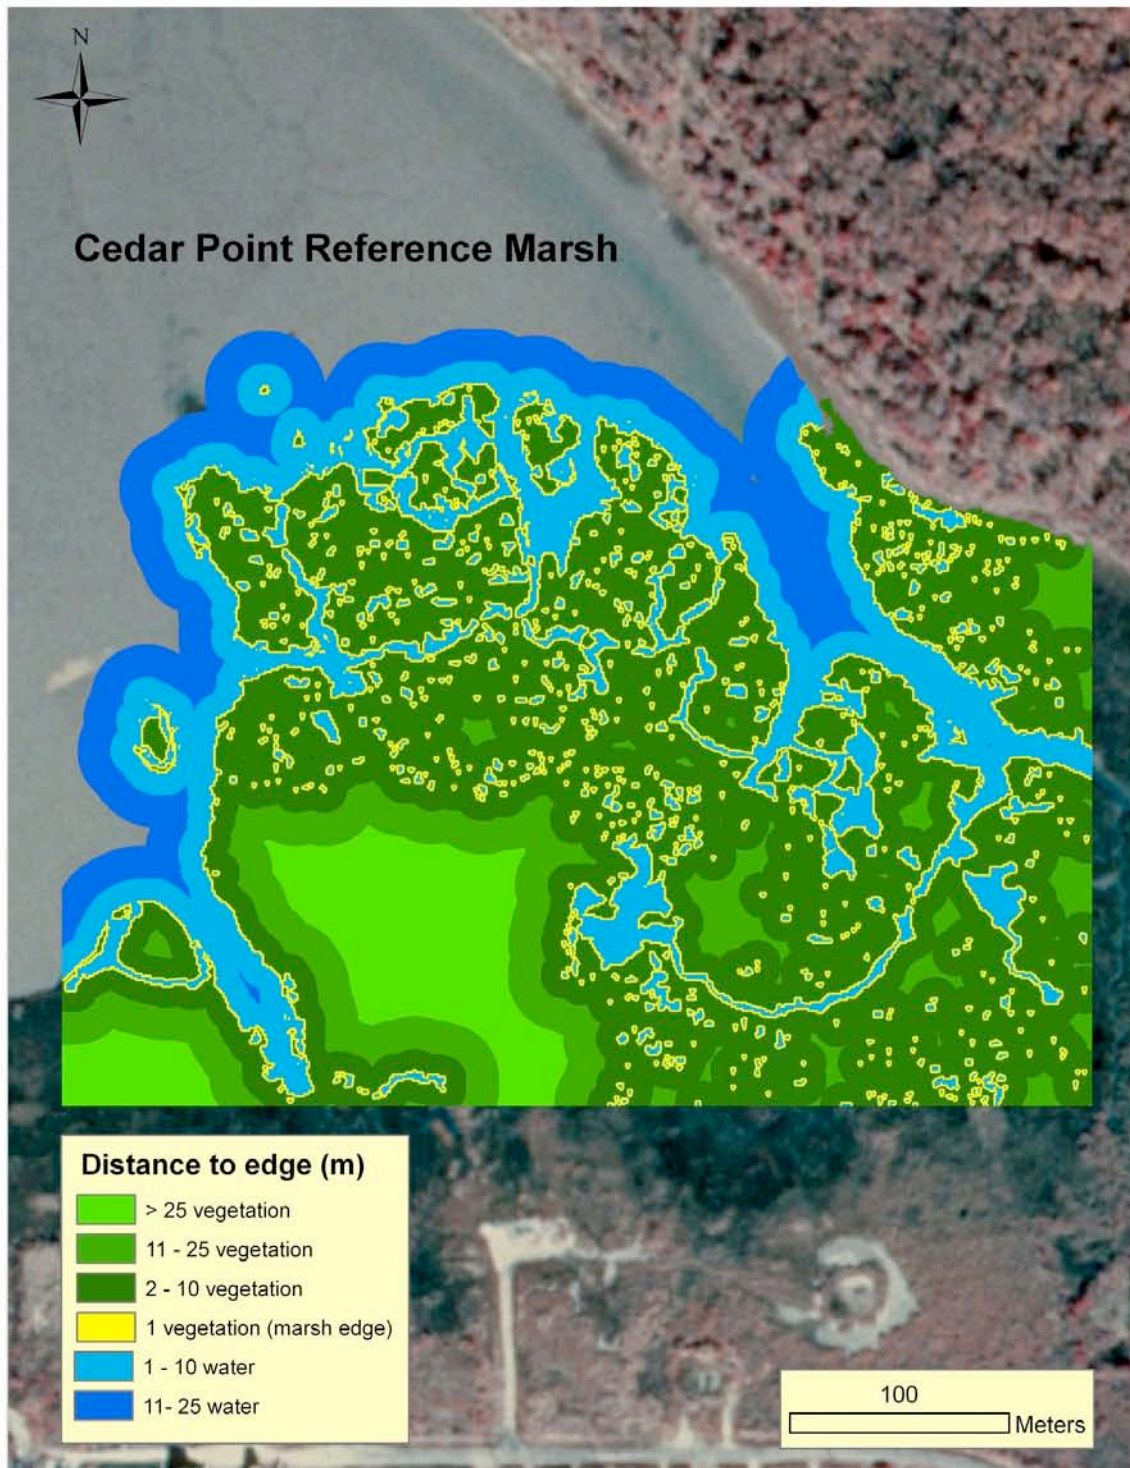 N
Cedar Point Reference Marsh
Distance to edge (m)
> 25 vegetation
11 - 25 vegetation
2 - 10 vegetation
1 vegetation (marsh edge)
1 - 10 water
11- 25 water
100
Meters